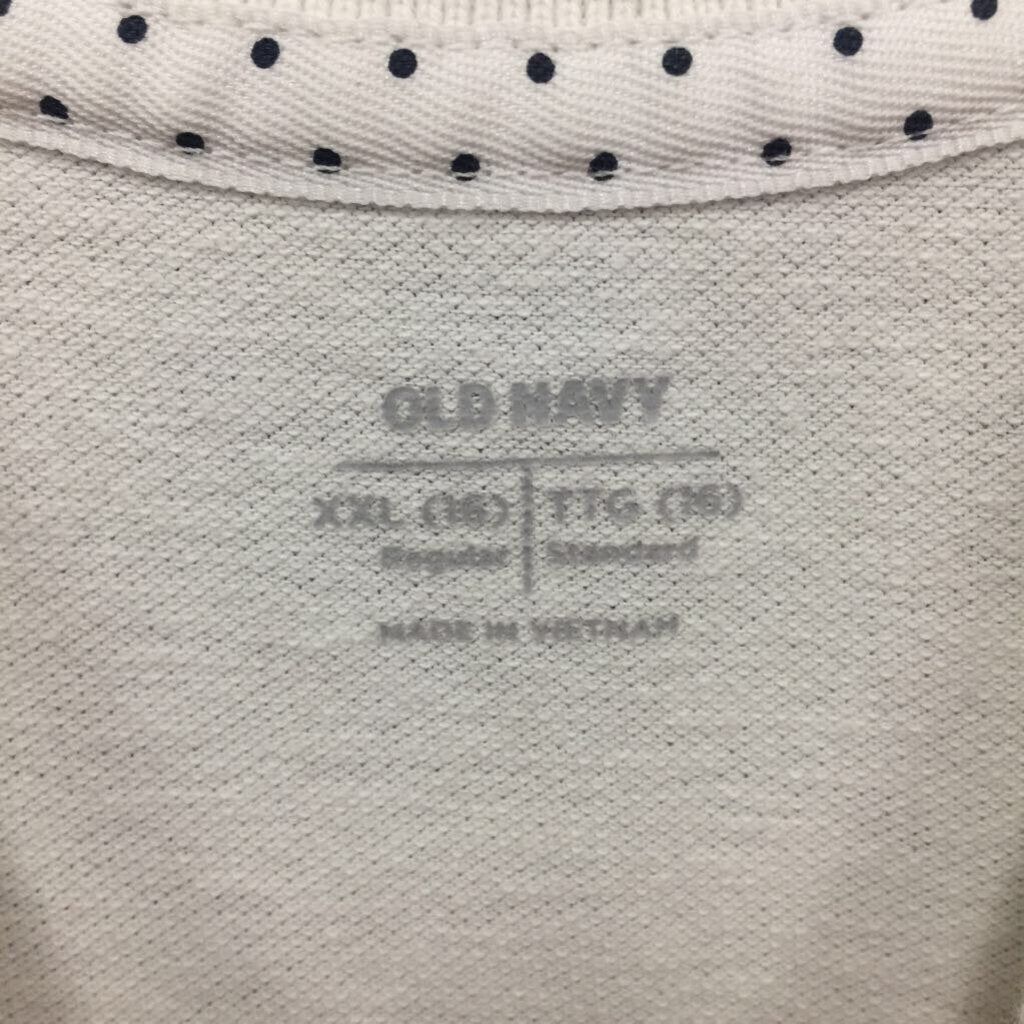 OLD NAVY
XXL (16) TTG (16)
Regular Standard
MADE IN VIETNAM